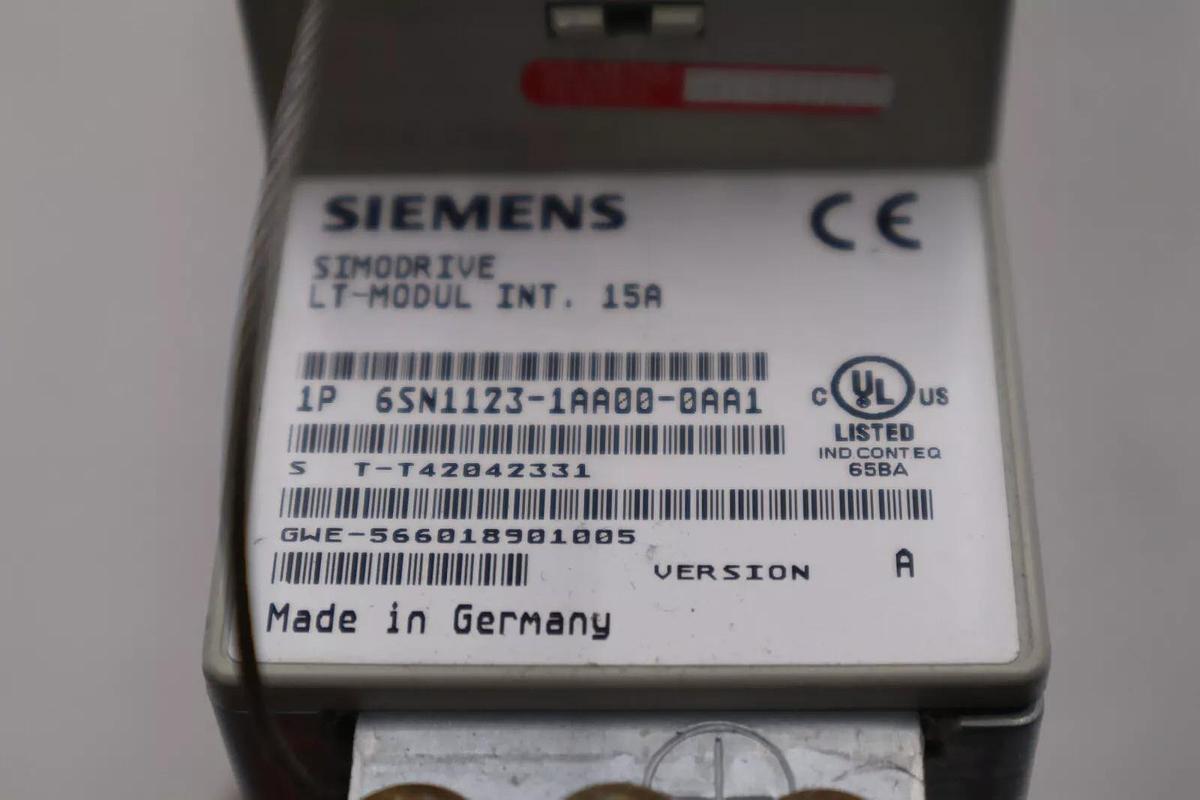 SIEMENS
CE
SIMODRIVE
LT-MODUL INT. 15A
1P 6SN1123-1AA00-0AA1
C UL US
LISTED
IND CONT EQ
65BA
S T-T42042331
GWE-566018901005
VERSION A
Made in Germany